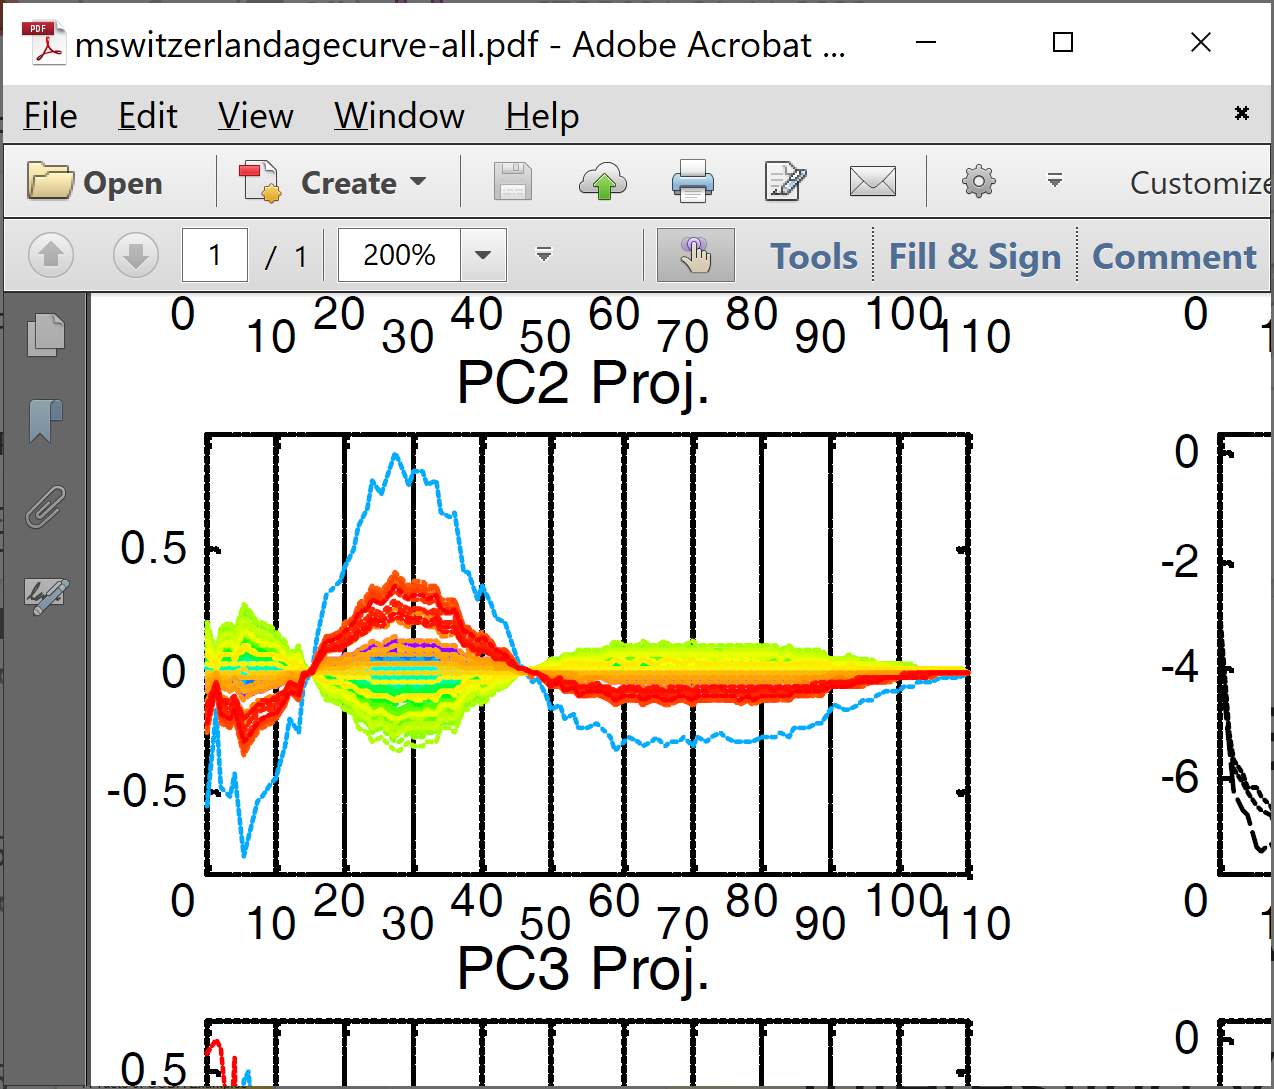 PDF
mswitzerlandagecurve-all.pdf - Adobe Acrobat ...
File Edit View Window Help
Open Create Customize
1 / 1 200% Tools Fill & Sign Comment
0 10 20 30 40 50 60 70 80 90 100 110 0
PC2 Proj.
0.5
0
-0.5
0 10 20 30 40 50 60 70 80 90 100 110
PC3 Proj.
0.5
0
-2
-4
-6
0
0